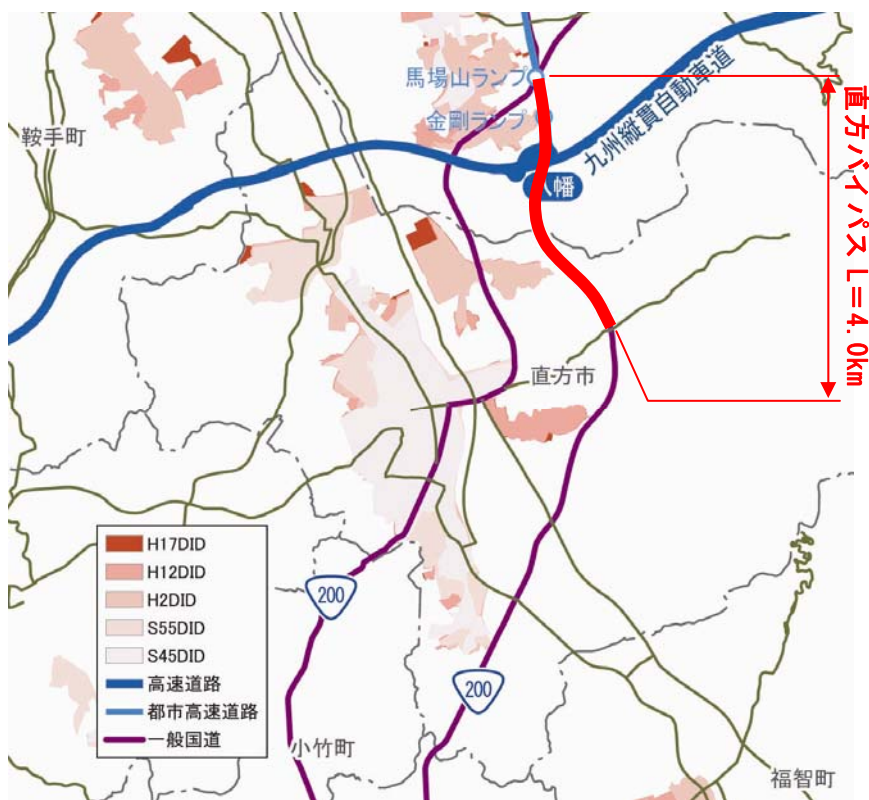 馬場山ランプ
金剛ランプ
九州縦貫自動車道
八幡
鞍手町
直方バイパス L=4.0km
直方市
H17DID
H12DID
H2DID
S55DID
S45DID
高速道路
都市高速道路
一般国道
200
200
小竹町
福智町